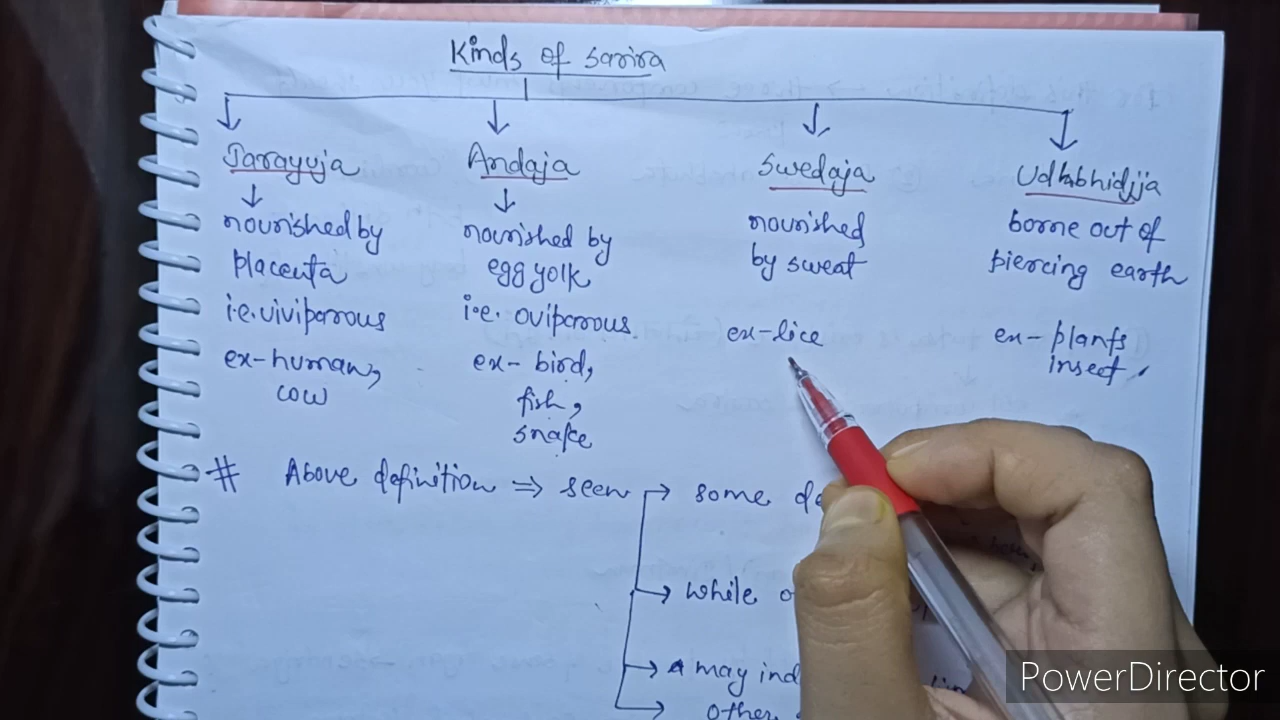 Kinds of sarira
Jarayuja
nourished by
placenta
i.e. viviparous
ex-human,
cow
Andaja
nourished by
egg yolk
i.e. oviparous
ex- bird,
fish,
snake
Swedaja
nourished
by sweat
ex-lice
Udhabhidjja
borne out of
piercing earth
ex- plants
insect
# Above definition ⇒ seen → some
→ while
→ may
→ other
PowerDirector